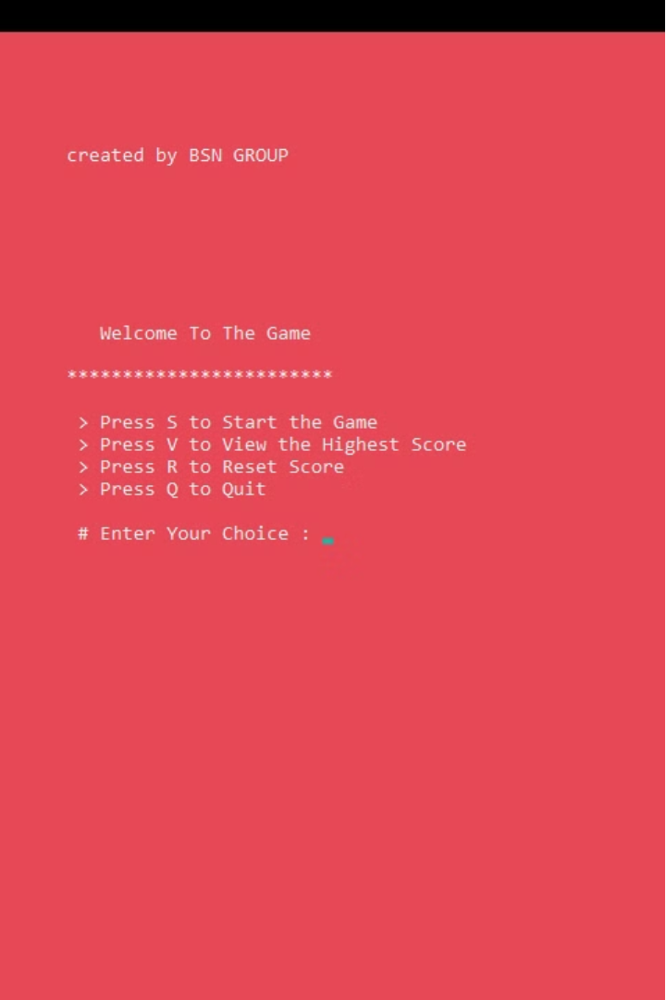 created by BSN GROUP
Welcome To The Game
************************
> Press S to Start the Game
> Press V to View the Highest Score
> Press R to Reset Score
> Press Q to Quit
# Enter Your Choice :